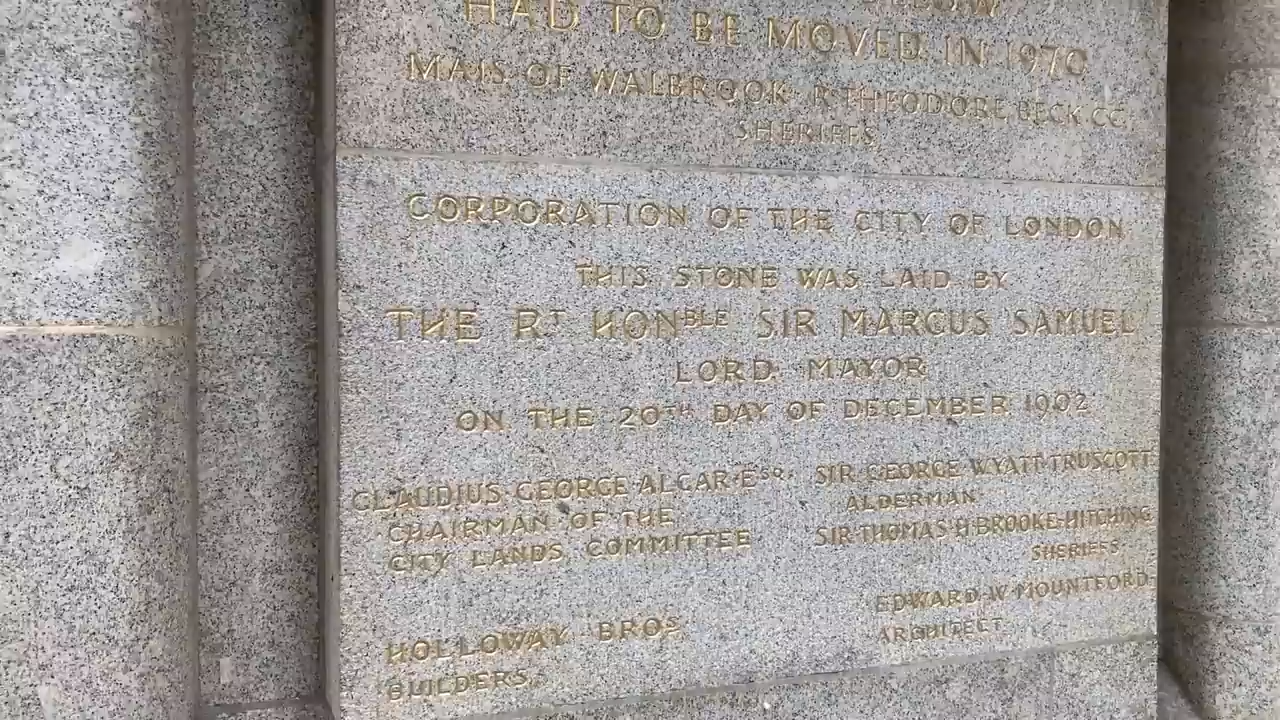 HAD TO BE MOVED IN 1970
MAIS OF WALBROOK R·THEODORE BECK·CC
SHERIFFS
CORPORATION OF THE CITY OF LONDON
THIS STONE WAS LAID BY
THE RT HONBLE SIR MARCUS SAMUEL
LORD MAYOR
ON THE 20TH DAY OF DECEMBER 1902
CLAUDIUS·GEORGE ALGAR·ESQR·
CHAIRMAN OF THE
CITY LANDS COMMITTEE
SIR GEORGE WYATT·TRUSCOTT
ALDERMAN
SIR·THOMAS·H·BROOKE-HITCHING
SHERIFFS
HOLLOWAY BROS
BUILDERS
EDWARD·W·MOUNTFORD
ARCHITECT